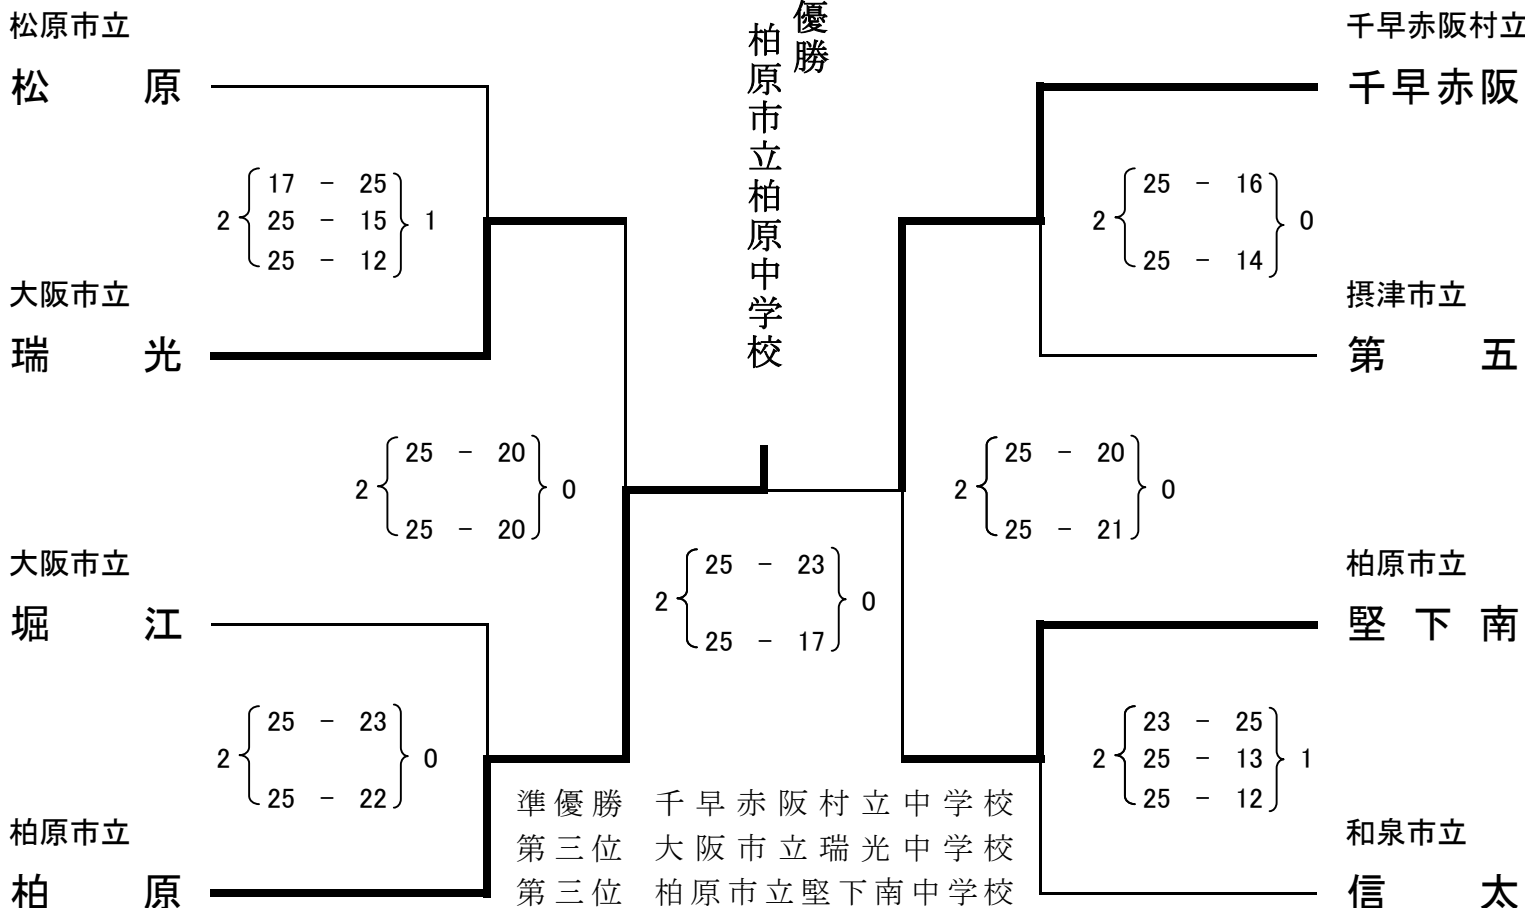 優勝
柏原市立柏原中学校
松原市立
松原
17 - 25
2 25 - 15 1
25 - 12
大阪市立
瑞光
25 - 20
2 0
25 - 20
大阪市立
堀江
25 - 23
2 0
25 - 22
柏原市立
柏原
千早赤阪村立
千早赤阪
25 - 16
2 0
25 - 14
摂津市立
第五
25 - 20
2 0
25 - 21
柏原市立
堅下南
23 - 25
2 25 - 13 1
25 - 12
和泉市立
信太
25 - 23
2 0
25 - 17
準優勝 千早赤阪村立中学校
第三位 大阪市立瑞光中学校
第三位 柏原市立堅下南中学校